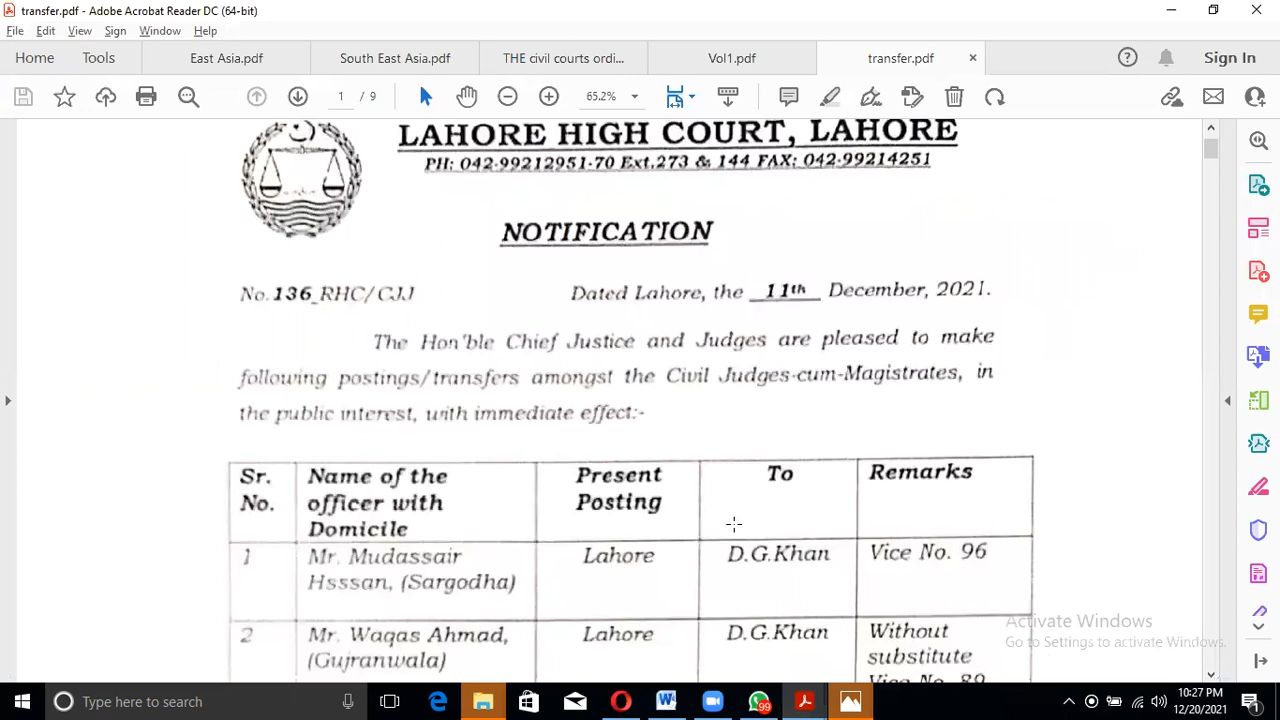 transfer.pdf - Adobe Acrobat Reader DC (64-bit)
File Edit View Sign Window Help
Home Tools East Asia.pdf South East Asia.pdf THE civil courts ordi... Vol1.pdf transfer.pdf × Sign In
1 / 9 65.2%
LAHORE HIGH COURT, LAHORE
PH: 042-99212951-70 Ext.273 & 144 FAX: 042-99214251
NOTIFICATION
No. 136_RHC/CJJ Dated Lahore, the 11th December, 2021.
The Hon'ble Chief Justice and Judges are pleased to make
following postings/transfers amongst the Civil Judges-cum-Magistrates, in
the public interest, with immediate effect:-
Sr. No. Name of the officer with Domicile Present Posting To Remarks
1 Mr. Mudassair Hsssan, (Sargodha) Lahore D.G.Khan Vice No. 96
2 Mr. Waqas Ahmad, (Gujranwala) Lahore D.G.Khan Without substitute
Vice No. 89
Activate Windows
Go to Settings to activate Windows.
Type here to search
99
10:27 PM
12/20/2021
1